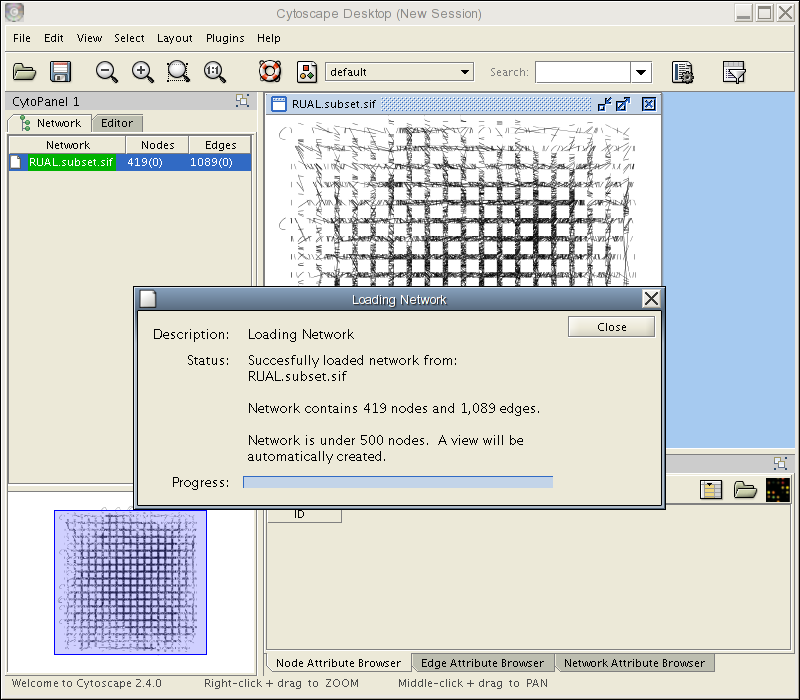 Cytoscape Desktop (New Session)
File Edit View Select Layout Plugins Help
default Search:
CytoPanel 1
Network Editor
Network Nodes Edges
RUAL.subset.sif 419(0) 1089(0)
RUAL.subset.sif
Loading Network
Close
Description: Loading Network
Status: Succesfully loaded network from:
RUAL.subset.sif
Network contains 419 nodes and 1,089 edges.
Network is under 500 nodes. A view will be
automatically created.
Progress:
ID
Node Attribute Browser Edge Attribute Browser Network Attribute Browser
Welcome to Cytoscape 2.4.0 Right-click + drag to ZOOM Middle-click + drag to PAN